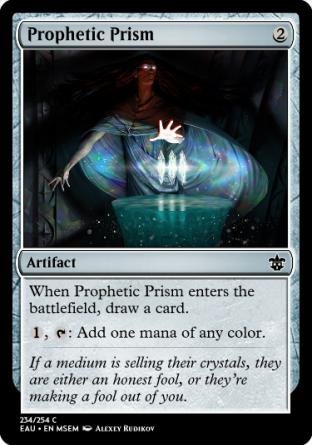 Prophetic Prism 2
Artifact
When Prophetic Prism enters the
battlefield, draw a card.
1, : Add one mana of any color.
If a medium is selling their crystals, they
are either an honest fool, or they're
making a fool out of you.
234/254 C
EAU • EN MSEM Alexey Rudikov